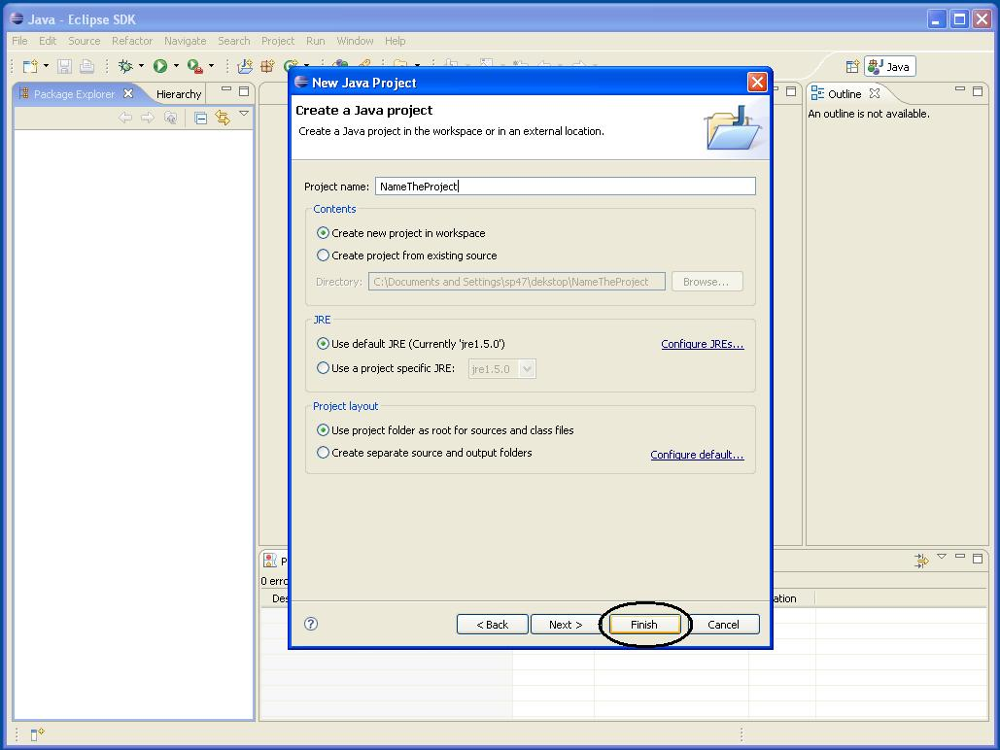 Java - Eclipse SDK
File Edit Source Refactor Navigate Search Project Run Window Help
Java
Package Explorer Hierarchy
Outline
An outline is not available.
New Java Project
Create a Java project
Create a Java project in the workspace or in an external location.
Project name: NameTheProject
Contents
Create new project in workspace
Create project from existing source
Directory: C:\Documents and Settings\sp47\dekstop\NameTheProject Browse...
JRE
Use default JRE (Currently 'jre1.5.0') Configure JREs...
Use a project specific JRE: jre1.5.0
Project layout
Use project folder as root for sources and class files
Create separate source and output folders Configure default...
P
0 erro
Des ation
? < Back Next > Finish Cancel